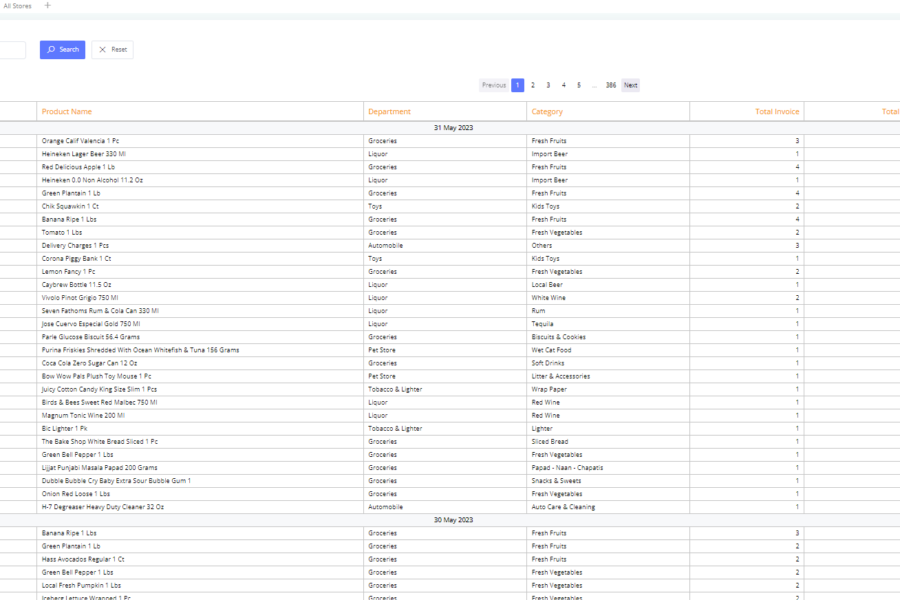 All Stores +
Search Reset
Previous 1 2 3 4 5 ... 386 Next
Product Name Department Category Total Invoice Total
31 May 2023
Orange Calif Valencia 1 Pc Groceries Fresh Fruits 3
Heineken Lager Beer 330 Ml Liquor Import Beer 1
Red Delicious Apple 1 Lb Groceries Fresh Fruits 4
Heineken 0.0 Non Alcohol 11.2 Oz Liquor Import Beer 1
Green Plantain 1 Lb Groceries Fresh Fruits 4
Chik Squawkin 1 Ct Toys Kids Toys 2
Banana Ripe 1 Lbs Groceries Fresh Fruits 4
Tomato 1 Lbs Groceries Fresh Vegetables 2
Delivery Charges 1 Pcs Automobile Others 3
Corona Piggy Bank 1 Ct Toys Kids Toys 1
Lemon Fancy 1 Pc Groceries Fresh Vegetables 2
Caybrew Bottle 11.5 Oz Liquor Local Beer 1
Vivolo Pinot Grigio 750 Ml Liquor White Wine 2
Seven Fathoms Rum & Cola Can 330 Ml Liquor Rum 1
Jose Cuervo Especial Gold 750 Ml Liquor Tequila 1
Parle Glucose Biscuit 56.4 Grams Groceries Biscuits & Cookies 1
Purina Friskies Shredded With Ocean Whitefish & Tuna 156 Grams Pet Store Wet Cat Food 1
Coca Cola Zero Sugar Can 12 Oz Groceries Soft Drinks 1
Bow Wow Pals Plush Toy Mouse 1 Pc Pet Store Litter & Accessories 1
Juicy Cotton Candy King Size Slim 1 Pcs Tobacco & Lighter Wrap Paper 1
Birds & Bees Sweet Red Malbec 750 Ml Liquor Red Wine 1
Magnum Tonic Wine 200 Ml Liquor Red Wine 1
Bic Lighter 1 Pk Tobacco & Lighter Lighter 1
The Bake Shop White Bread Sliced 1 Pc Groceries Sliced Bread 1
Green Bell Pepper 1 Lbs Groceries Fresh Vegetables 1
Lijjat Punjabi Masala Papad 200 Grams Groceries Papad - Naan - Chapatis 1
Dubble Bubble Cry Baby Extra Sour Bubble Gum 1 Groceries Snacks & Sweets 1
Onion Red Loose 1 Lbs Groceries Fresh Vegetables 1
H-7 Degreaser Heavy Duty Cleaner 32 Oz Automobile Auto Care & Cleaning 1
30 May 2023
Banana Ripe 1 Lbs Groceries Fresh Fruits 3
Green Plantain 1 Lb Groceries Fresh Fruits 2
Hass Avocados Regular 1 Ct Groceries Fresh Fruits 2
Green Bell Pepper 1 Lbs Groceries Fresh Vegetables 2
Local Fresh Pumpkin 1 Lbs Groceries Fresh Vegetables 2
Iceberg Lettuce Wrapped 1 Pc Groceries Fresh Vegetables 2